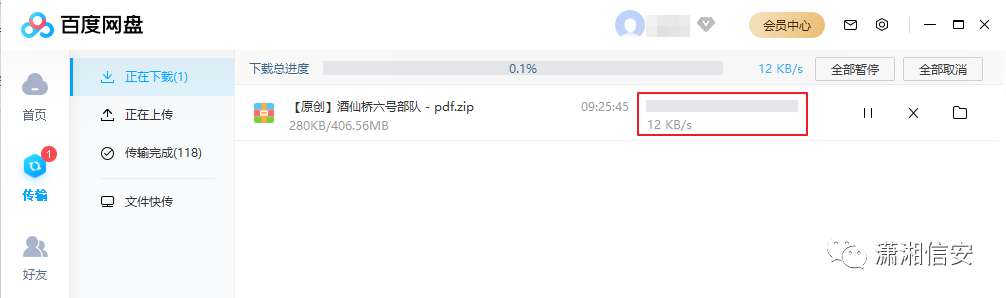 百度网盘
会员中心
首页
传输
1
好友
正在下载(1)
正在上传
传输完成(118)
文件快传
下载总进度
0.1%
12 KB/s
全部暂停
全部取消
【原创】酒仙桥六号部队 - pdf.zip
280KB/406.56MB
09:25:45
12 KB/s
潇湘信安